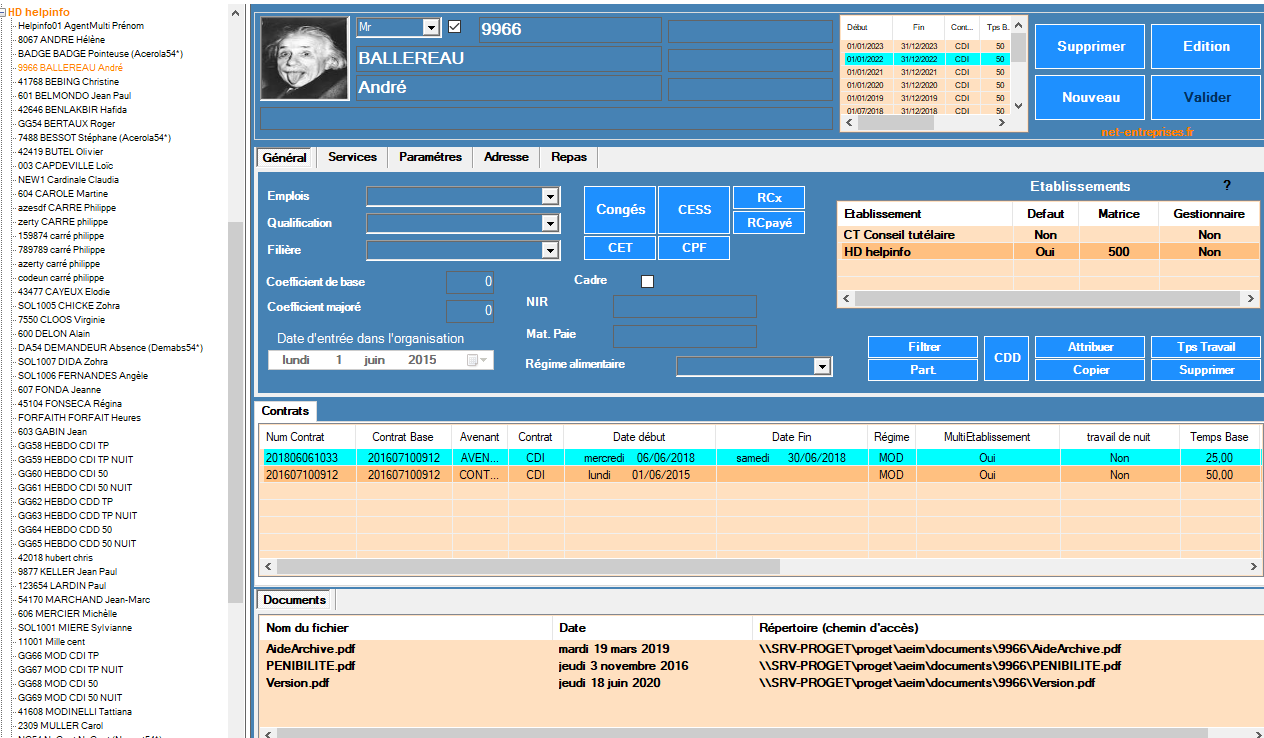 HD helpinfo
Helpinfo01 AgentMulti Prénom
8067 ANDRE Hélène
BADGE BADGE Pointeuse (Acerola54*)
9966 BALLEREAU André
41768 BEBING Christine
601 BELMONDO Jean Paul
42646 BENLAKBIR Hafida
GG54 BERTAUX Roger
7488 BESSOT Stéphane (Acerola54*)
42419 BUTEL Olivier
003 CAPDEVILLE Loïc
NEW1 Cardinale Claudia
604 CAROLE Martine
azesdf CARRE Philippe
zerty CARRE philippe
159874 carré philippe
789789 carré Philippe
azerty carré philippe
codeun carré philippe
43477 CAYEUX Elodie
SOL1005 CHICKE Zohra
7550 CLOOS Virginie
600 DELON Alain
DA54 DEMANDEUR Absence (Demabs54*)
SOL1007 DIDA Zohra
SOL1006 FERNANDES Angèle
607 FONDA Jeanne
45104 FONSECA Régina
FORFAITH FORFAIT Heures
603 GABIN Jean
GG58 HEBDO CDI TP
GG59 HEBDO CDI TP NUIT
GG60 HEBDO CDI 50
GG61 HEBDO CDI 50 NUIT
GG62 HEBDO CDD TP
GG63 HEBDO CDD TP NUIT
GG64 HEBDO CDD 50
GG65 HEBDO CDD 50 NUIT
42018 hubert chris
9877 KELLER Jean Paul
123654 LARDIN Paul
54170 MARCHAND Jean-Marc
606 MERCIER Michèlle
SOL1001 MIERE Sylvianne
11001 Mille cent
GG66 MOD CDI TP
GG67 MOD CDI TP NUIT
GG68 MOD CDI 50
GG69 MOD CDI 50 NUIT
41608 MODINELLI Tattiana
2309 MULLER Carol
Mr 9966
BALLEREAU
André
Début Fin Cont... Tps B.
01/01/2023 31/12/2023 CDI 50
01/01/2022 31/12/2022 CDI 50
01/01/2021 31/12/2021 CDI 50
01/01/2020 31/12/2020 CDI 50
01/01/2019 31/12/2019 CDI 50
01/07/2018 31/12/2018 CDI 50
Supprimer Edition
Nouveau Valider
net-entreprises.fr
Général Services Paramétres Adresse Repas
Emplois
Qualification
Filière
Congés CESS RCx
RCpayé
CET CPF
Coefficient de base 0
Coefficient majoré 0
Cadre
NIR
Mat. Paie
Régime alimentaire
Date d'entrée dans l'organisation
lundi 1 juin 2015
Etablissements ?
Etablissement Defaut Matrice Gestionnaire
CT Conseil tutélaire Non Non
HD helpinfo Oui 500 Non
Filtrer CDD Attribuer Tps Travail
Part. Copier Supprimer
Contrats
Num Contrat Contrat Base Avenant Contrat Date début Date Fin Régime MultiEtablissement travail de nuit Temps Base
201806061033 201607100912 AVEN... CDI mercredi 06/06/2018 samedi 30/06/2018 MOD Oui Non 25,00
201607100912 201607100912 CONT... CDI lundi 01/06/2015 MOD Oui Non 50,00
Documents
Nom du fichier Date Répertoire (chemin d'accès)
AideArchive.pdf mardi 19 mars 2019 \\SRV-PROGET\proget\aeim\documents\9966\AideArchive.pdf
PENIBILITE.pdf jeudi 3 novembre 2016 \\SRV-PROGET\proget\aeim\documents\9966\PENIBILITE.pdf
Version.pdf jeudi 18 juin 2020 \\SRV-PROGET\proget\aeim\documents\9966\Version.pdf